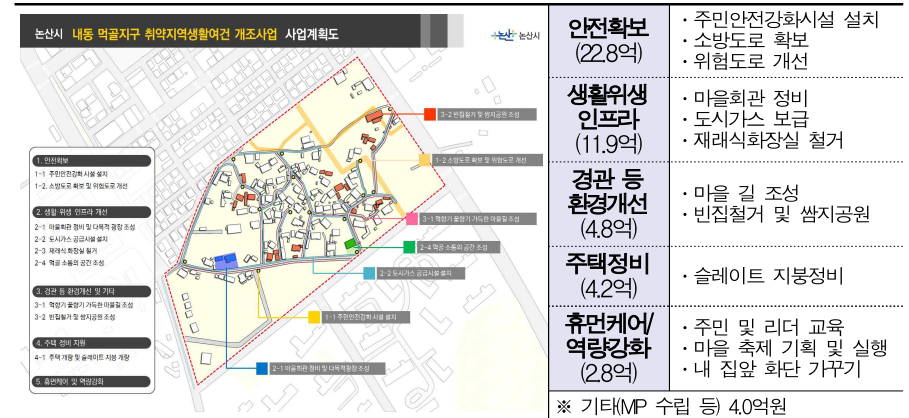 논산시 내동 먹골지구 취약지역생활여건 개조사업 사업계획도
논산 논산시
3-2 빈집철거 및 쌈지공원 조성
1-2 소방도로 확보 및 위험도로 개선
3-1 먹향기 꽃향기 가득한 마을길 조성
2-4 먹골 소통의 공간 조성
2-2 도시가스 공급시설 설치
1-1 주민안전강화 시설 설치
2-1 마을회관 정비 및 다목적광장 조성
1. 안전확보
1-1 주민안전강화 시설 설치
1-2. 소방도로 확보 및 위험도로 개선
2. 생활·위생 인프라 개선
2-1 마을회관 정비 및 다목적 광장 조성
2-2 도시가스 공급시설 설치
2-3 재래식 화장실 철거
2-4 먹골 소통의 공간 조성
3. 경관 등 환경개선 및 기타
3-1 먹향기 꽃향기 가득한 마을길 조성
3-2 빈집철거 및 쌈지공원 조성
4. 주택 정비 지원
4-1 주택 개량 및 슬레이트 지붕 개량
5. 휴먼케어 및 역량강화
안전확보
(22.8억)
· 주민안전강화시설 설치
· 소방도로 확보
· 위험도로 개선
생활위생
인프라
(11.9억)
· 마을회관 정비
· 도시가스 보급
· 재래식화장실 철거
경관 등
환경개선
(4.8억)
· 마을 길 조성
· 빈집철거 및 쌈지공원
주택정비
(4.2억)
· 슬레이트 지붕정비
휴먼케어/
역량강화
(2.8억)
· 주민 및 리더 교육
· 마을 축제 기획 및 실행
· 내 집앞 화단 가꾸기
※ 기타(MP 수립 등) 4.0억원